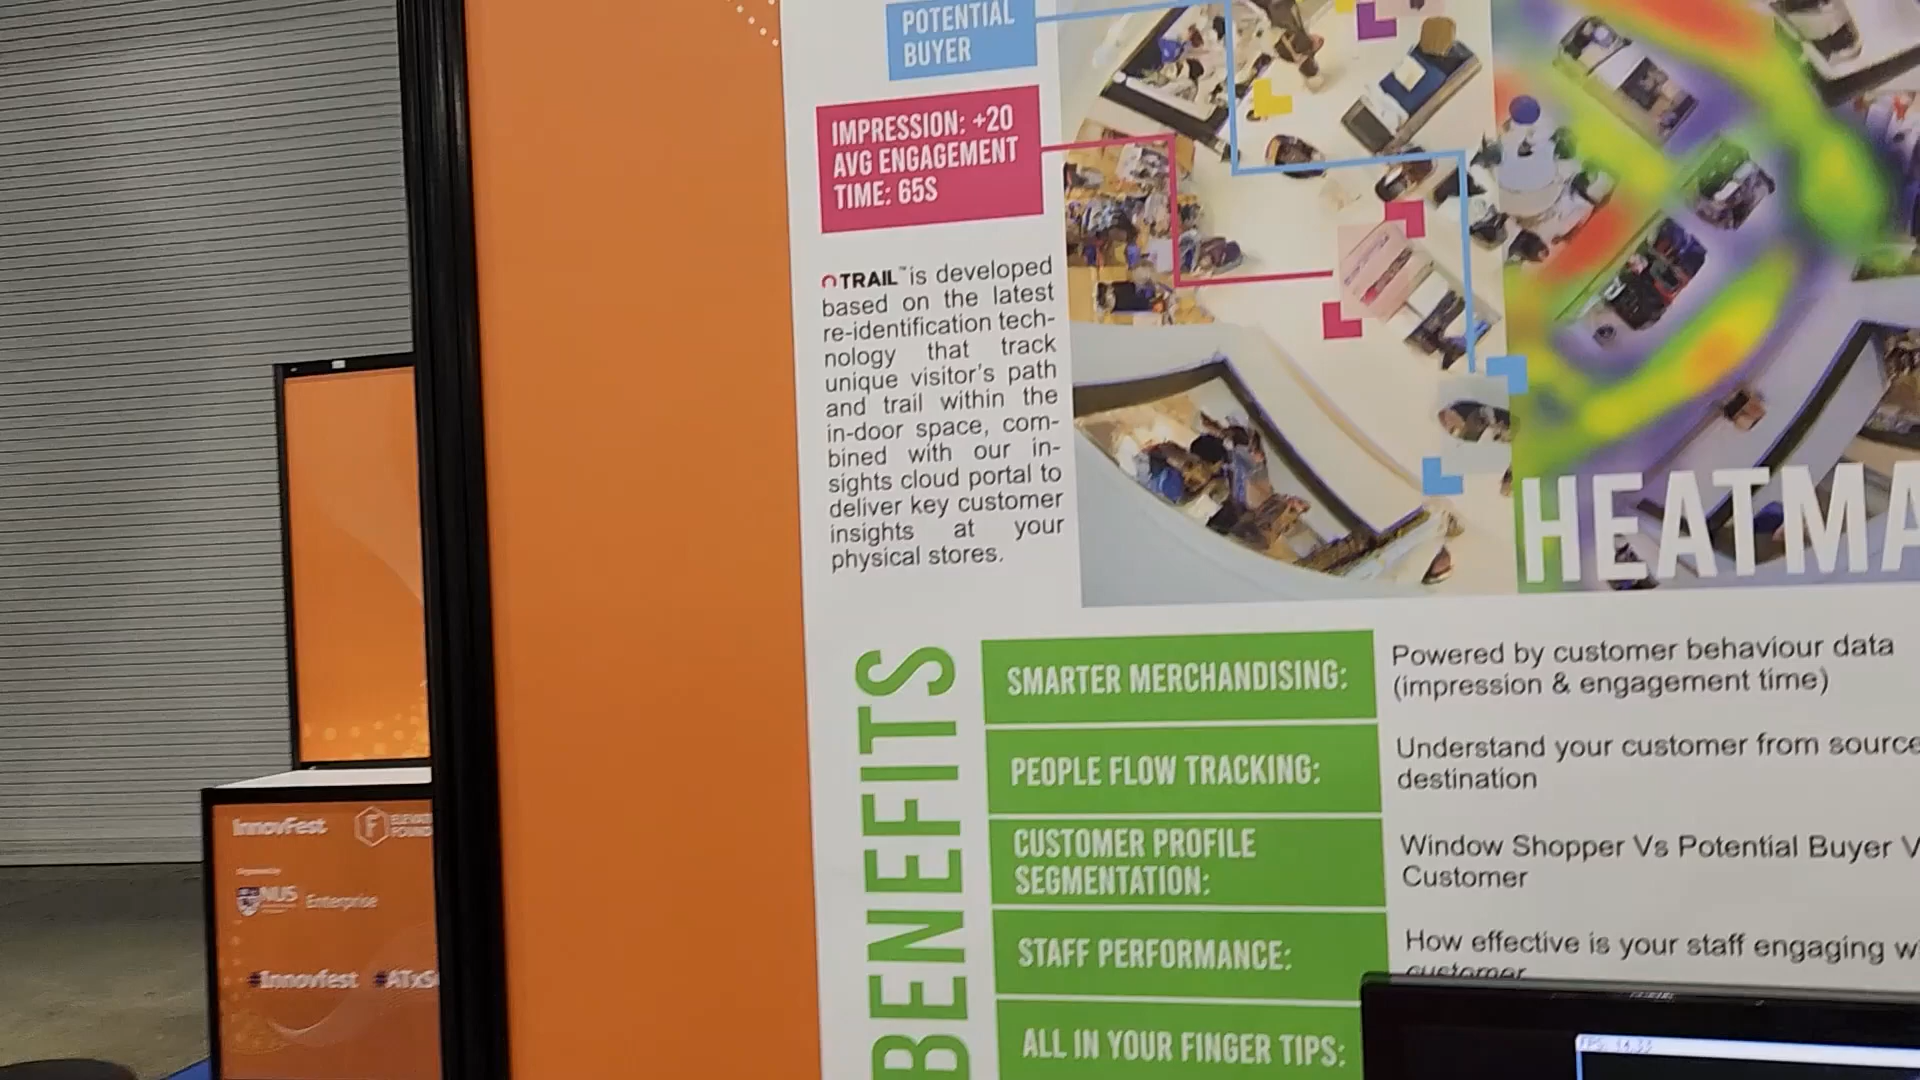 POTENTIAL
BUYER
IMPRESSION: +20
AVG ENGAGEMENT
TIME: 65S
TRAIL™ is developed
based on the latest
re-identification tech-
nology that track
unique visitor's path
and trail within the
in-door space, com-
bined with our in-
sights cloud portal to
deliver key customer
insights at your
physical stores.
HEATMA
BENEFITS
SMARTER MERCHANDISING:
Powered by customer behaviour data
(impression & engagement time)
PEOPLE FLOW TRACKING:
Understand your customer from source
destination
CUSTOMER PROFILE
SEGMENTATION:
Window Shopper Vs Potential Buyer V
Customer
STAFF PERFORMANCE:
How effective is your staff engaging w
customer
ALL IN YOUR FINGER TIPS:
InnovFest
ELEVAT
FOUND
NUS Enterprise
#Innovfest #ATxS